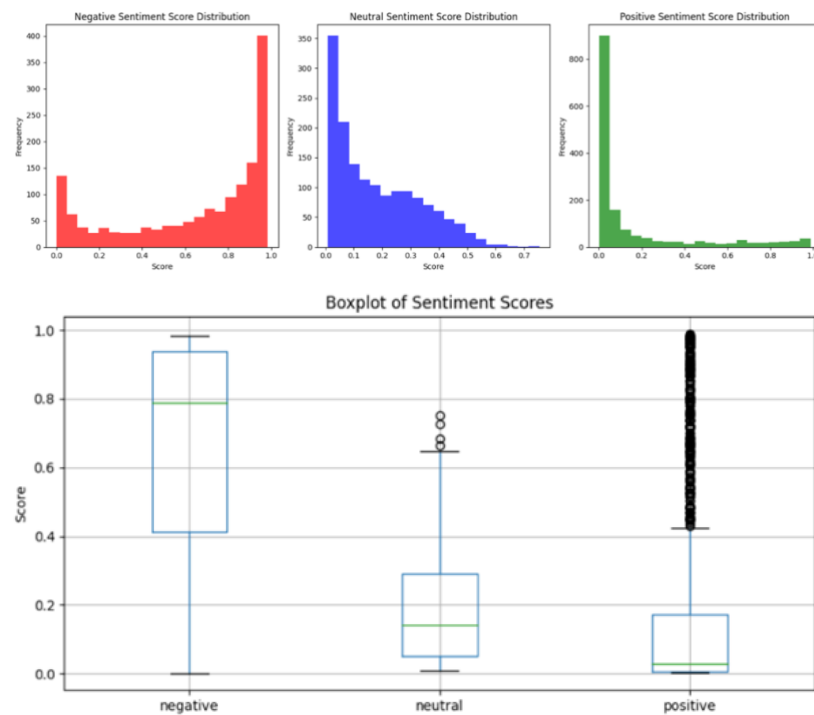 Negative Sentiment Score Distribution
Neutral Sentiment Score Distribution
Positive Sentiment Score Distribution
Frequency
400
350
300
250
200
150
100
50
0
0.0 0.2 0.4 0.6 0.8 1.0
Score
Frequency
350
300
250
200
150
100
50
0
0.0 0.1 0.2 0.3 0.4 0.5 0.6 0.7
Score
Frequency
800
600
400
200
0
0.0 0.2 0.4 0.6 0.8 1.0
Score
Boxplot of Sentiment Scores
Score
1.0
0.8
0.6
0.4
0.2
0.0
negative neutral positive